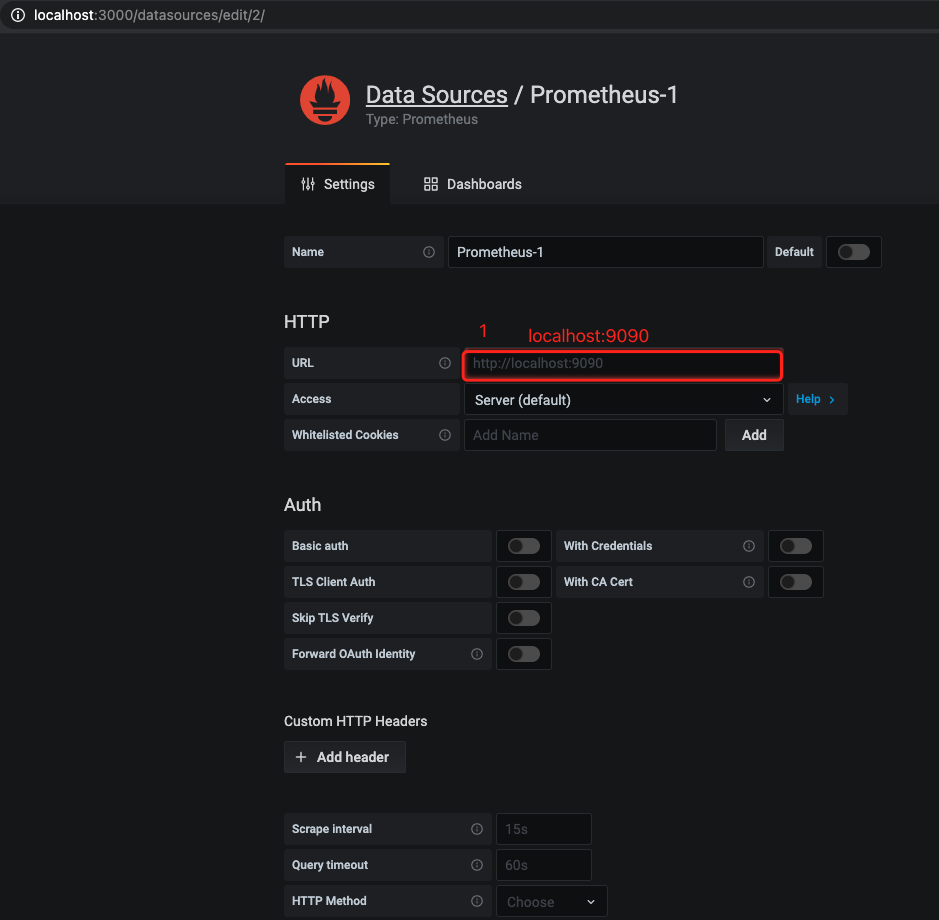 localhost:3000/datasources/edit/2/
Data Sources / Prometheus-1
Type: Prometheus
Settings
Dashboards
Name
Prometheus-1
Default
HTTP
1
localhost:9090
URL
http://localhost:9090
Access
Server (default)
Help
Whitelisted Cookies
Add Name
Add
Auth
Basic auth
With Credentials
TLS Client Auth
With CA Cert
Skip TLS Verify
Forward OAuth Identity
Custom HTTP Headers
Add header
Scrape interval
15s
Query timeout
60s
HTTP Method
Choose